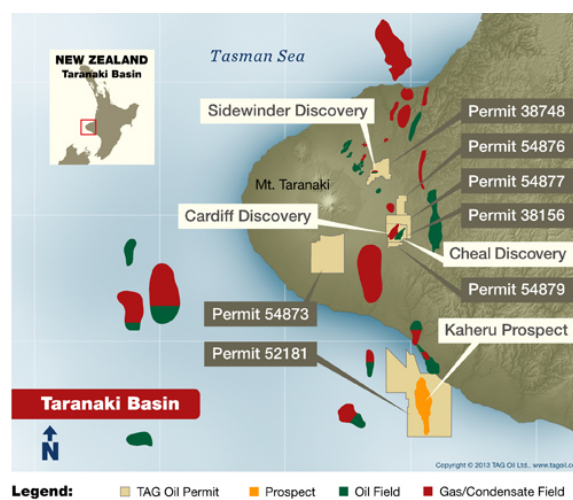 NEW ZEALAND
Taranaki Basin
Tasman Sea
Sidewinder Discovery
Permit 38748
Permit 54876
Mt. Taranaki
Permit 54877
Cardiff Discovery
Permit 38156
Cheal Discovery
Permit 54879
Permit 54873
Kaheru Prospect
Permit 52181
Taranaki Basin
N
Copyright © 2013 TAG Oil Ltd., www.tagoil.
Legend:
TAG Oil Permit
Prospect
Oil Field
Gas/Condensate Field